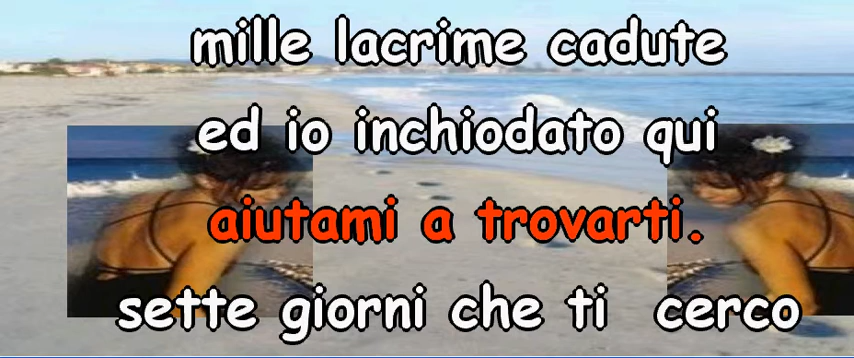 mille lacrime cadute
ed io inchiodato qui
aiutami a trovarti.
sette giorni che ti cerco